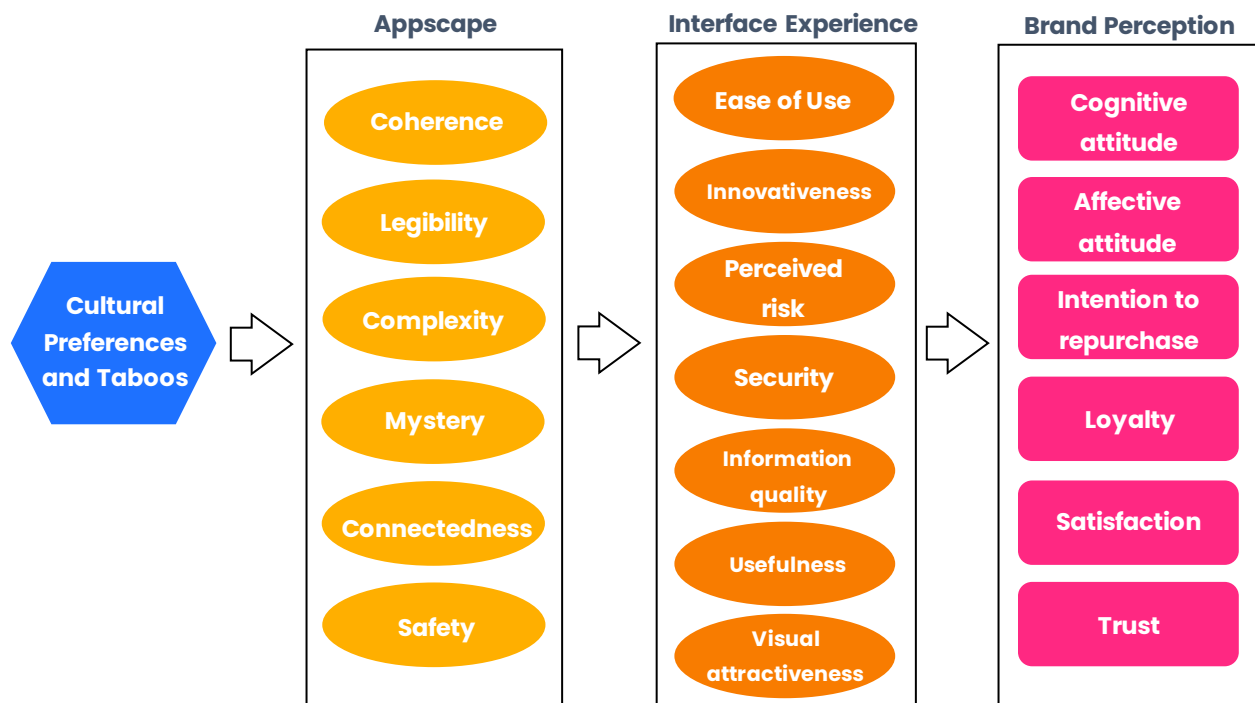 Appscape
Interface Experience
Brand Perception
Cultural
Preferences
and Taboos
Coherence
Legibility
Complexity
Mystery
Connectedness
Safety
Ease of Use
Innovativeness
Perceived
risk
Security
Information
quality
Usefulness
Visual
attractiveness
Cognitive
attitude
Affective
attitude
Intention to
repurchase
Loyalty
Satisfaction
Trust